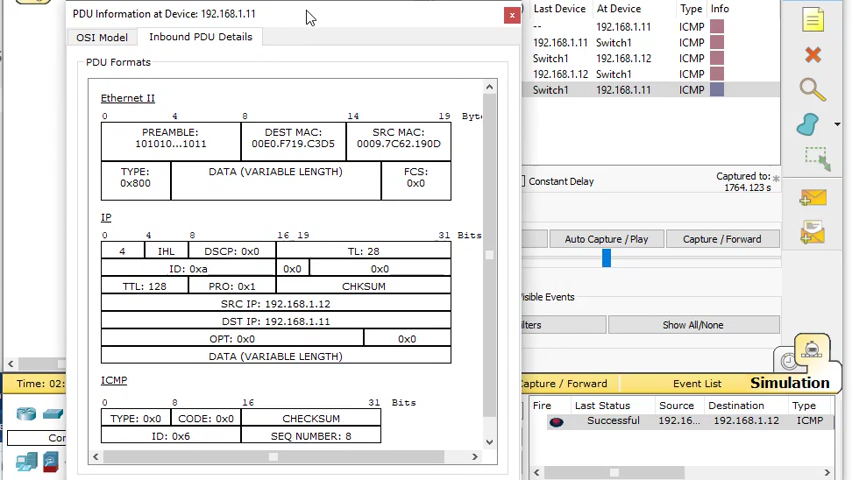 PDU Information at Device: 192.168.1.11
x
OSI Model Inbound PDU Details
PDU Formats
Ethernet II
0 4 8 14 19 Byt
PREAMBLE: 101010...1011
DEST MAC: 00E0.F719.C3D5
SRC MAC: 0009.7C62.190D
TYPE: 0x800
DATA (VARIABLE LENGTH)
FCS: 0x0
IP
0 4 8 16 19 31 Bits
4 IHL DSCP: 0x0 TL: 28
ID: 0xa 0x0 0x0
TTL: 128 PRO: 0x1 CHKSUM
SRC IP: 192.168.1.12
DST IP: 192.168.1.11
OPT: 0x0 0x0
DATA (VARIABLE LENGTH)
ICMP
0 8 16 31 Bits
TYPE: 0x0 CODE: 0x0 CHECKSUM
ID: 0x6 SEQ NUMBER: 8
Last Device At Device Type Info
-- 192.168.1.11 ICMP
192.168.1.11 Switch1 ICMP
Switch1 192.168.1.12 ICMP
192.168.1.12 Switch1 ICMP
Switch1 192.168.1.11 ICMP
Constant Delay
Captured to: *
1764.123 s
Auto Capture / Play Capture / Forward
isible Events
lters Show All/None
Time: 02:
Capture / Forward Event List Simulation
Fire Last Status Source Destination Type
Successful 192.16... 192.168.1.12 ICMP
Co